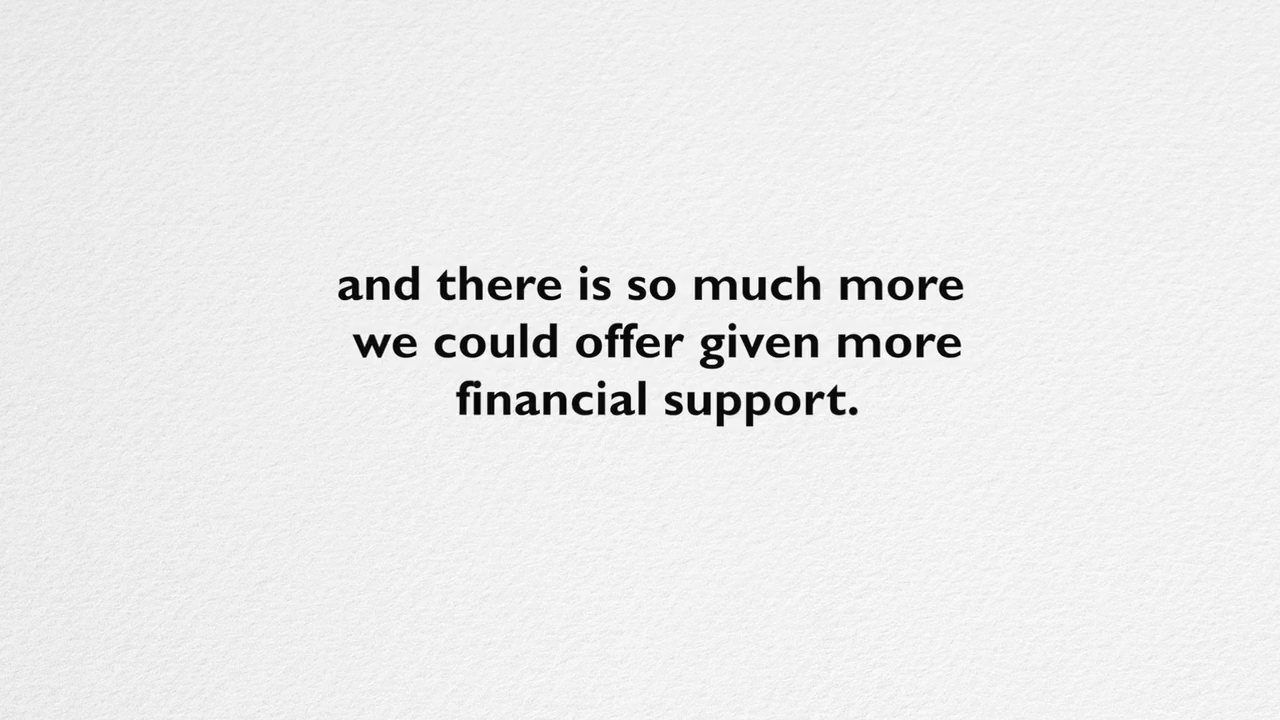 and there is so much more
we could offer given more
financial support.